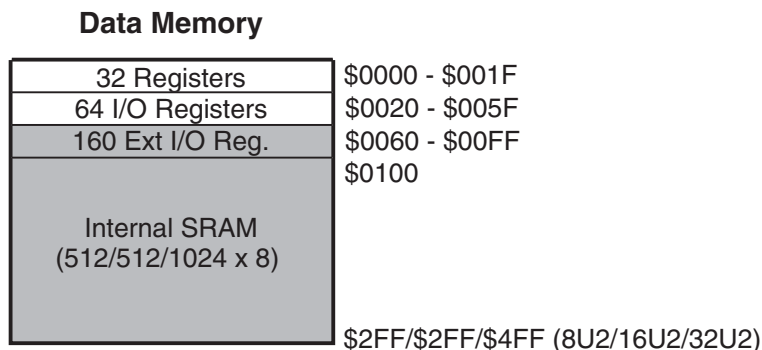 Data Memory
32 Registers $0000 - $001F
64 I/O Registers $0020 - $005F
160 Ext I/O Reg. $0060 - $00FF
$0100
Internal SRAM
(512/512/1024 x 8)
$2FF/$2FF/$4FF (8U2/16U2/32U2)